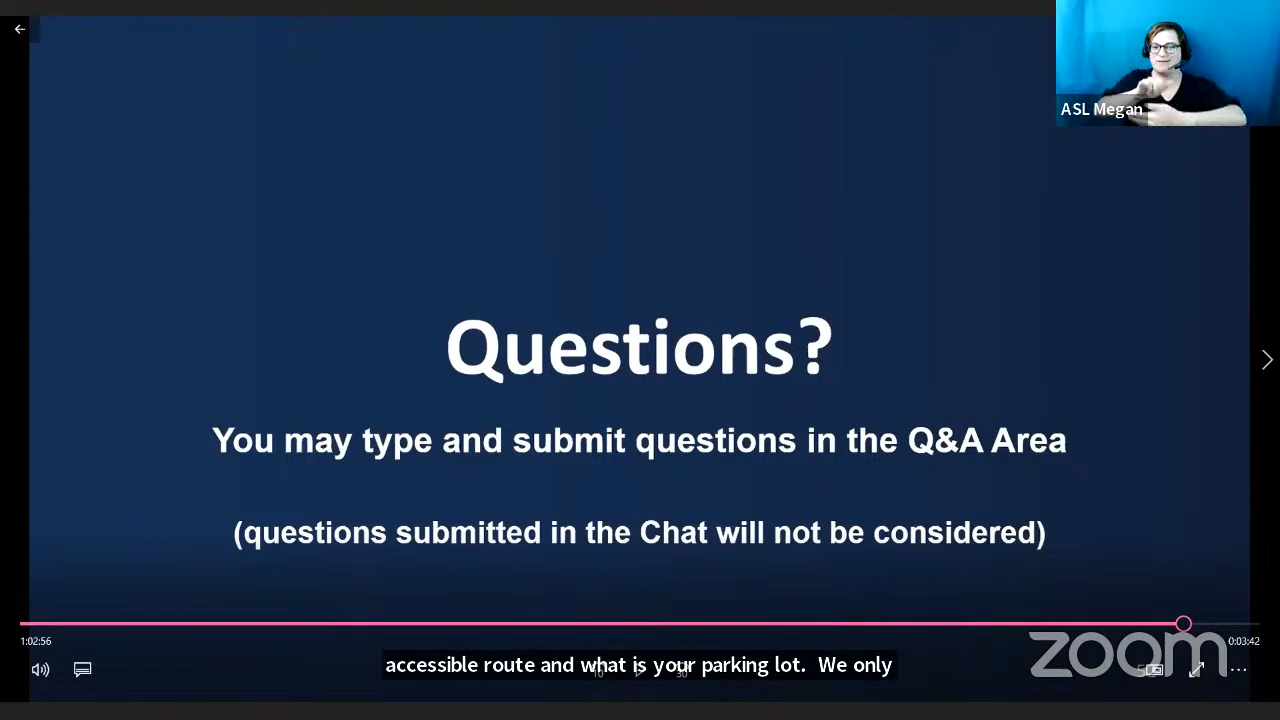 ASL Megan
Questions?
You may type and submit questions in the Q&A Area
(questions submitted in the Chat will not be considered)
1:02:56
0:03:42
accessible route and what is your parking lot. We only
10
30
zoom